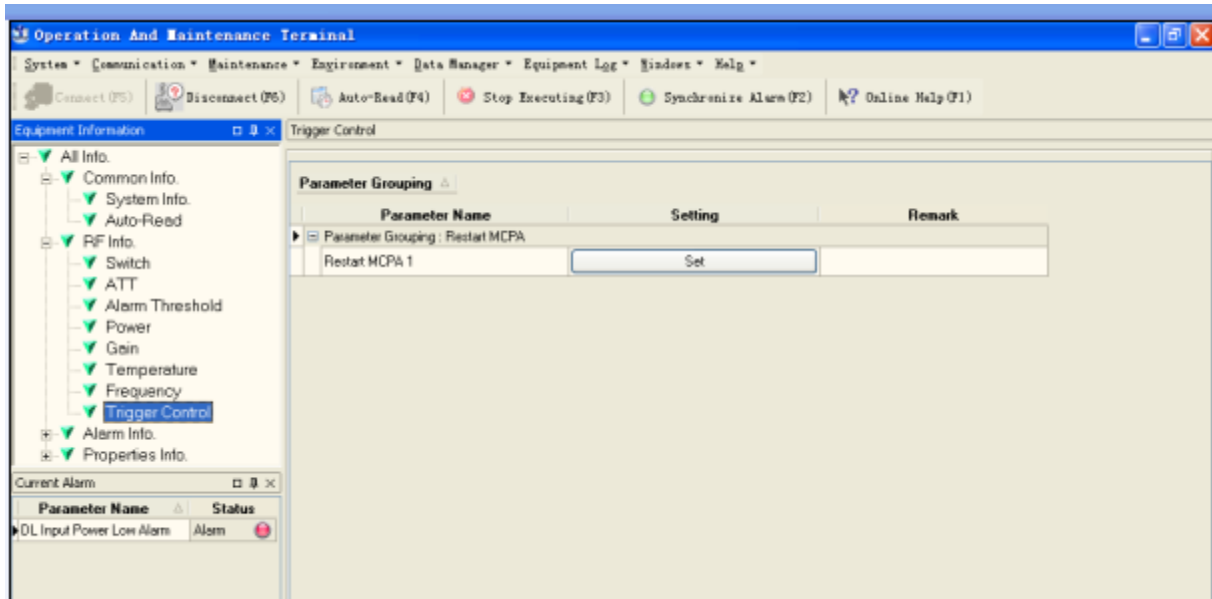 Operation And Maintenance Terminal
System Communication Maintenance Environment Data Manager Equipment Log Windows Help
Connect(F5) Disconnect(F6) Auto-Read(F4) Stop Executing(F3) Synchronize Alarm(F2) Online Help(F1)
Equipment Information
Trigger Control
All Info.
Common Info.
System Info.
Auto-Read
RF Info.
Switch
ATT
Alarm Threshold
Power
Gain
Temperature
Frequency
Trigger Control
Alarm Info.
Properties Info.
Parameter Grouping
Parameter Name Setting Remark
Parameter Grouping : Restart MCPA
Restart MCPA 1 Set
Current Alarm
Parameter Name Status
DL Input Power Low Alarm Alarm